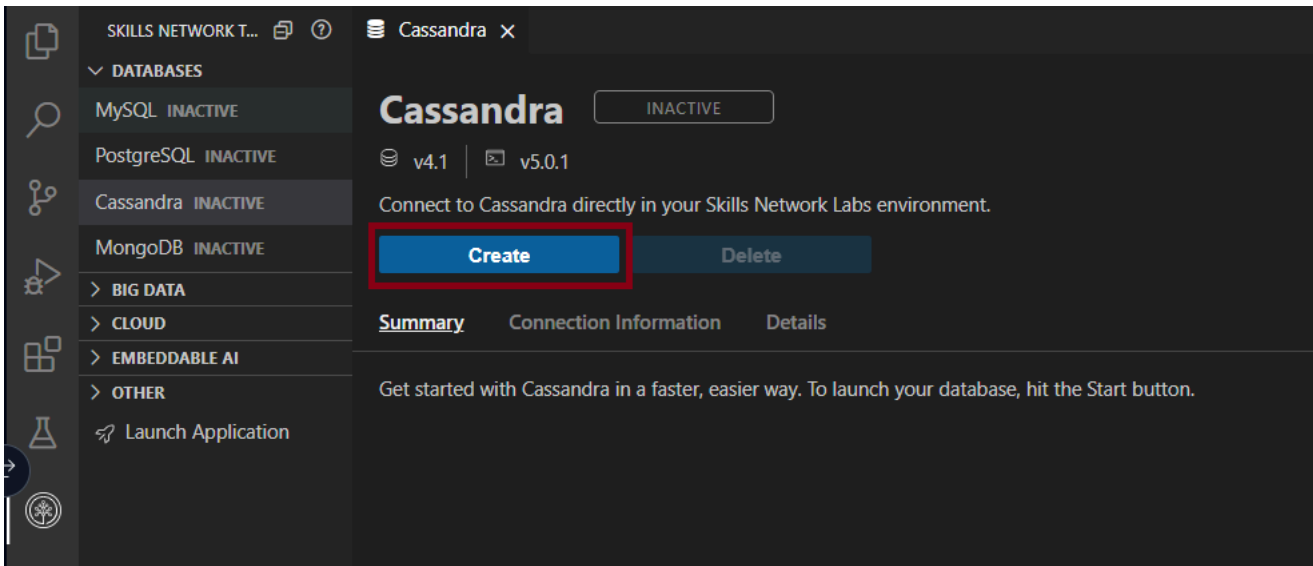 SKILLS NETWORK T...
DATABASES
MySQL INACTIVE
PostgreSQL INACTIVE
Cassandra INACTIVE
MongoDB INACTIVE
BIG DATA
CLOUD
EMBEDDABLE AI
OTHER
Launch Application
Cassandra
Cassandra INACTIVE
v4.1 v5.0.1
Connect to Cassandra directly in your Skills Network Labs environment.
Create Delete
Summary Connection Information Details
Get started with Cassandra in a faster, easier way. To launch your database, hit the Start button.